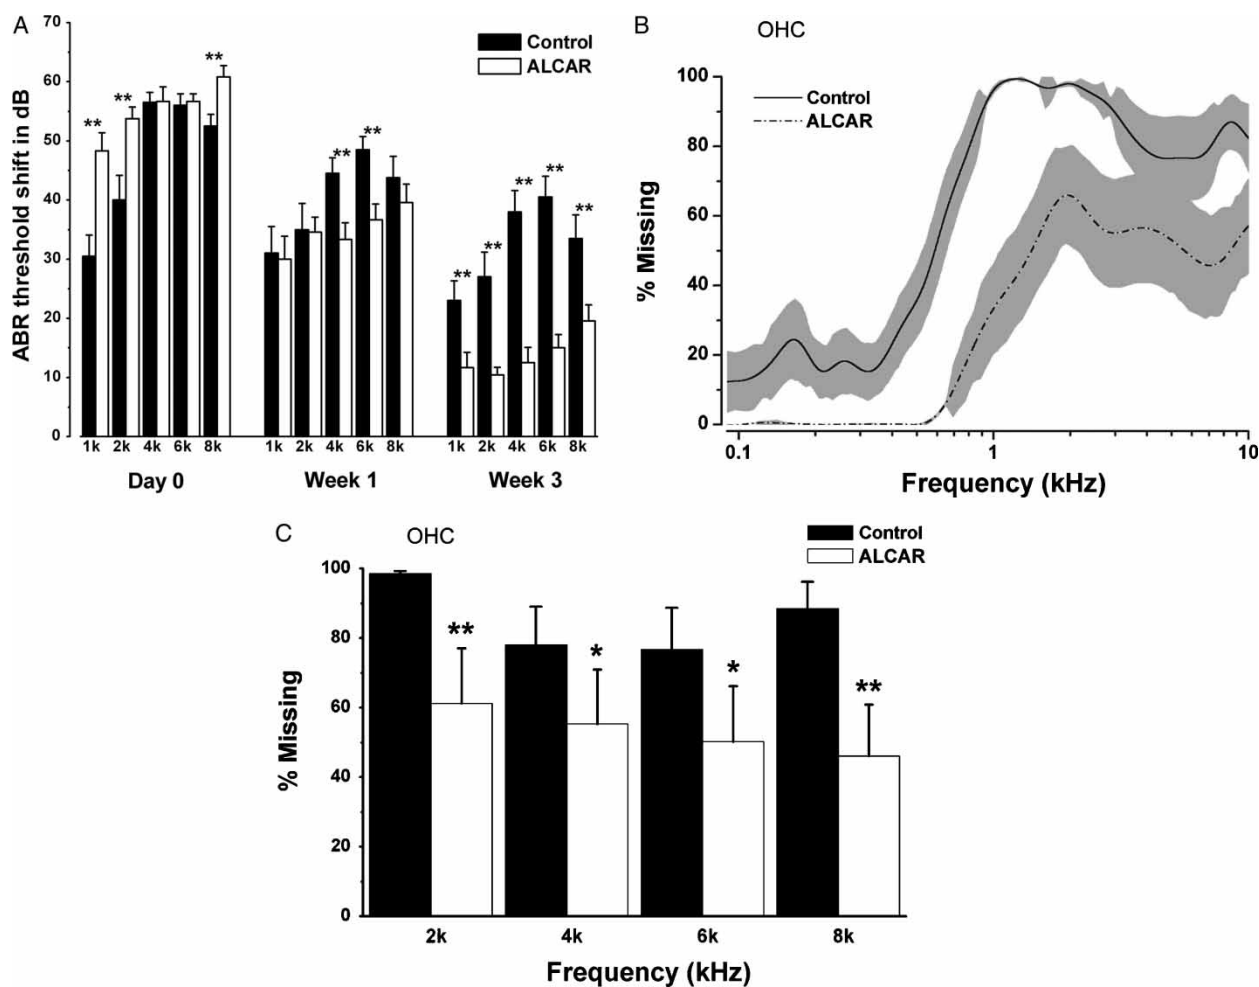 A
ABR threshold shift in dB
70
60
50
40
30
20
10
0
Control
ALCAR
** ** **
** **
** ** ** ** **
1k 2k 4k 6k 8k 1k 2k 4k 6k 8k 1k 2k 4k 6k 8k
Day 0 Week 1 Week 3
B OHC
% Missing
100
80
60
40
20
0
Control
ALCAR
0.1 1 10
Frequency (kHz)
C OHC
% Missing
100
80
60
40
20
0
Control
ALCAR
** * * **
2k 4k 6k 8k
Frequency (kHz)